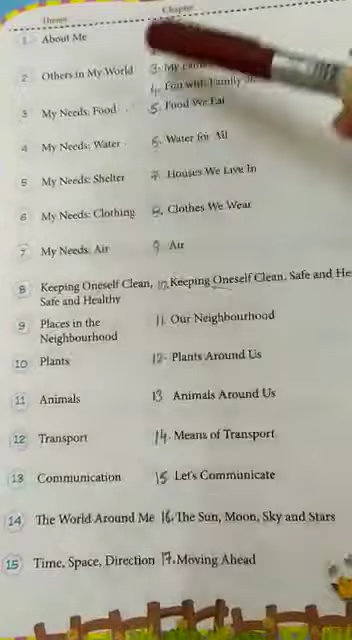 Theme Chapter
1 About Me
2 Others in My World 3. My
4. Fun with Family
3 My Needs: Food 5. Food We Eat
4 My Needs: Water 6. Water for All
5 My Needs: Shelter 7. Houses We Live In
6 My Needs: Clothing 8. Clothes We Wear
7 My Needs: Air 9 Air
8 Keeping Oneself Clean, 10. Keeping Oneself Clean, Safe and He
Safe and Healthy
9 Places in the 11. Our Neighbourhood
Neighbourhood
10 Plants 12. Plants Around Us
11 Animals 13 Animals Around Us
12 Transport 14. Means of Transport
13 Communication 15. Let's Communicate
14 The World Around Me 16. The Sun, Moon, Sky and Stars
15 Time, Space, Direction 17. Moving Ahead